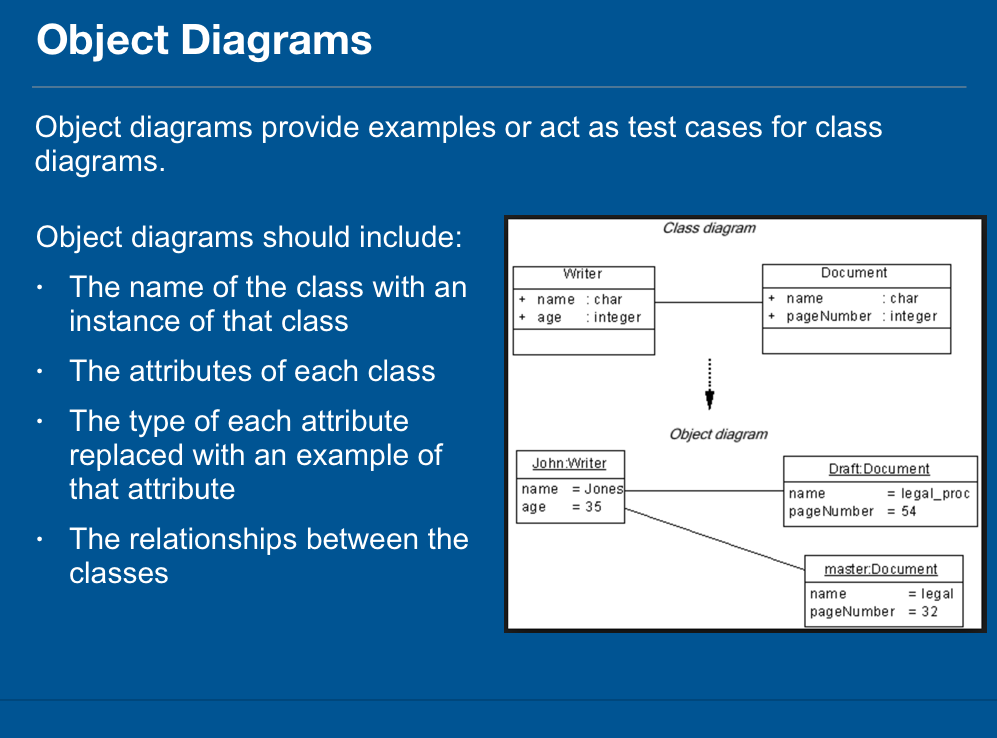 Object Diagrams
Object diagrams provide examples or act as test cases for class
diagrams.
Object diagrams should include:
· The name of the class with an
instance of that class
· The attributes of each class
· The type of each attribute
replaced with an example of
that attribute
· The relationships between the
classes
Class diagram
Writer
+ name : char
+ age : integer
Document
+ name : char
+ pageNumber : integer
Object diagram
John:Writer
name = Jones
age = 35
Draft:Document
name = legal_proc
pageNumber = 54
master:Document
name = legal
pageNumber = 32